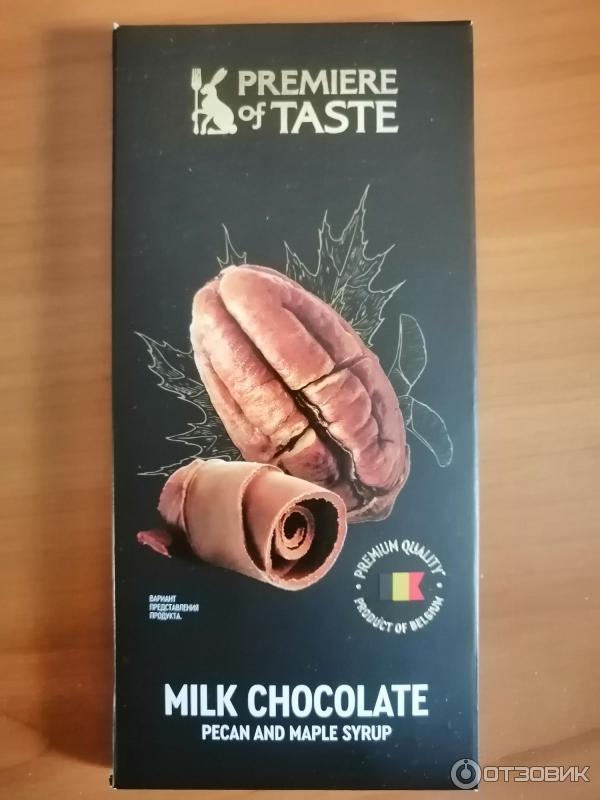 PREMIERE
of TASTE
PREMIUM QUALITY
PRODUCT OF BELGIUM
ВАРИАНТ
ПРЕДСТАВЛЕНИЯ
ПРОДУКТА.
MILK CHOCOLATE
PECAN AND MAPLE SYRUP
ОТЗОВИК